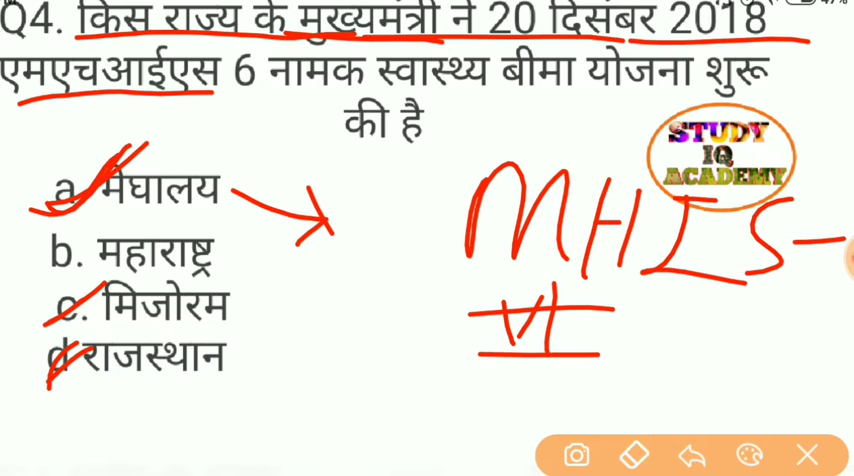 Q4. किस राज्य के मुख्यमंत्री ने 20 दिसंबर 2018
एमएचआईएस 6 नामक स्वास्थ्य बीमा योजना शुरू
की है
STUDY
IQ
ACADEMY
a. मेघालय
MHIS-
VI
b. महाराष्ट्र
c. मिजोरम
d राजस्थान